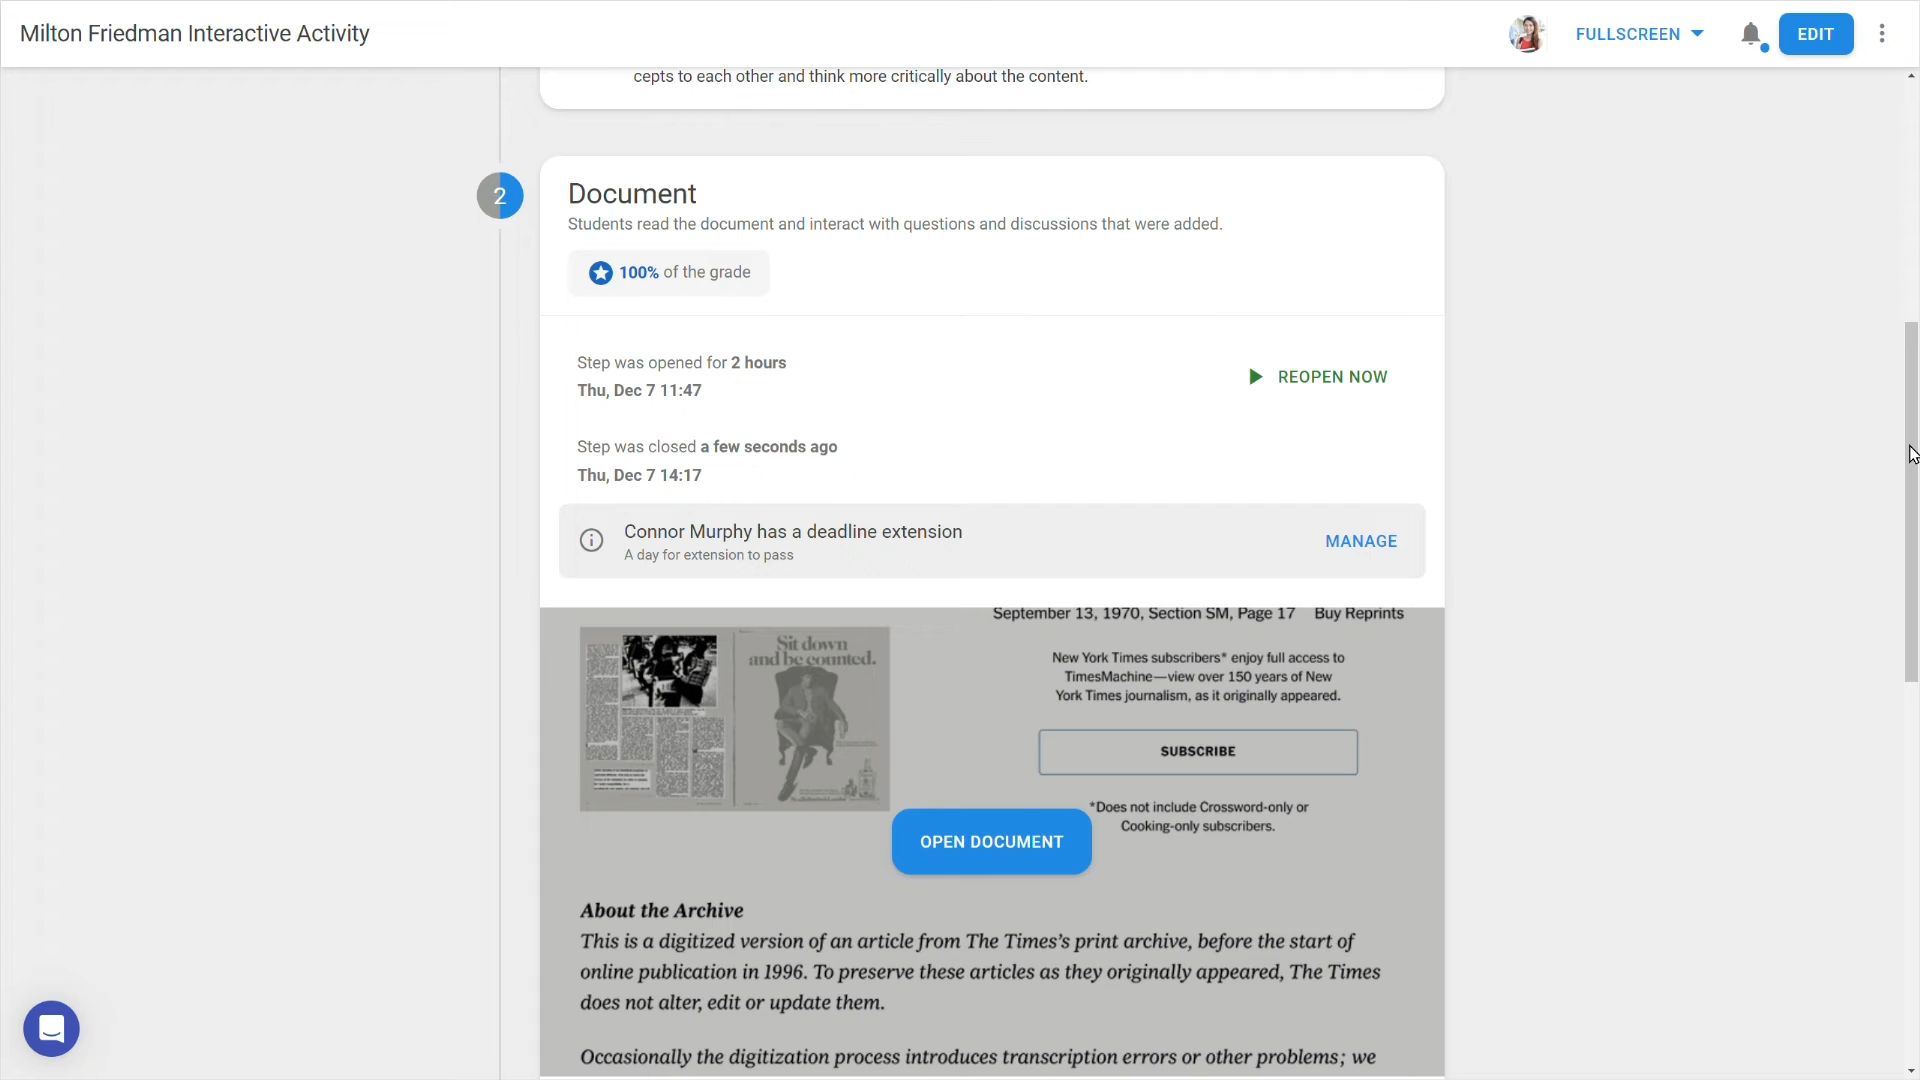 Milton Friedman Interactive Activity
FULLSCREEN
EDIT
cepts to each other and think more critically about the content.
2
Document
Students read the document and interact with questions and discussions that were added.
100% of the grade
Step was opened for 2 hours
Thu, Dec 7 11:47
REOPEN NOW
Step was closed a few seconds ago
Thu, Dec 7 14:17
Connor Murphy has a deadline extension
A day for extension to pass
MANAGE
September 13, 1970, Section SM, Page 17 Buy Reprints
Sit down
and be counted.
New York Times subscribers* enjoy full access to
TimesMachine—view over 150 years of New
York Times journalism, as it originally appeared.
SUBSCRIBE
*Does not include Crossword-only or
Cooking-only subscribers.
OPEN DOCUMENT
About the Archive
This is a digitized version of an article from The Times’s print archive, before the start of
online publication in 1996. To preserve these articles as they originally appeared, The Times
does not alter, edit or update them.
Occasionally the digitization process introduces transcription errors or other problems; we